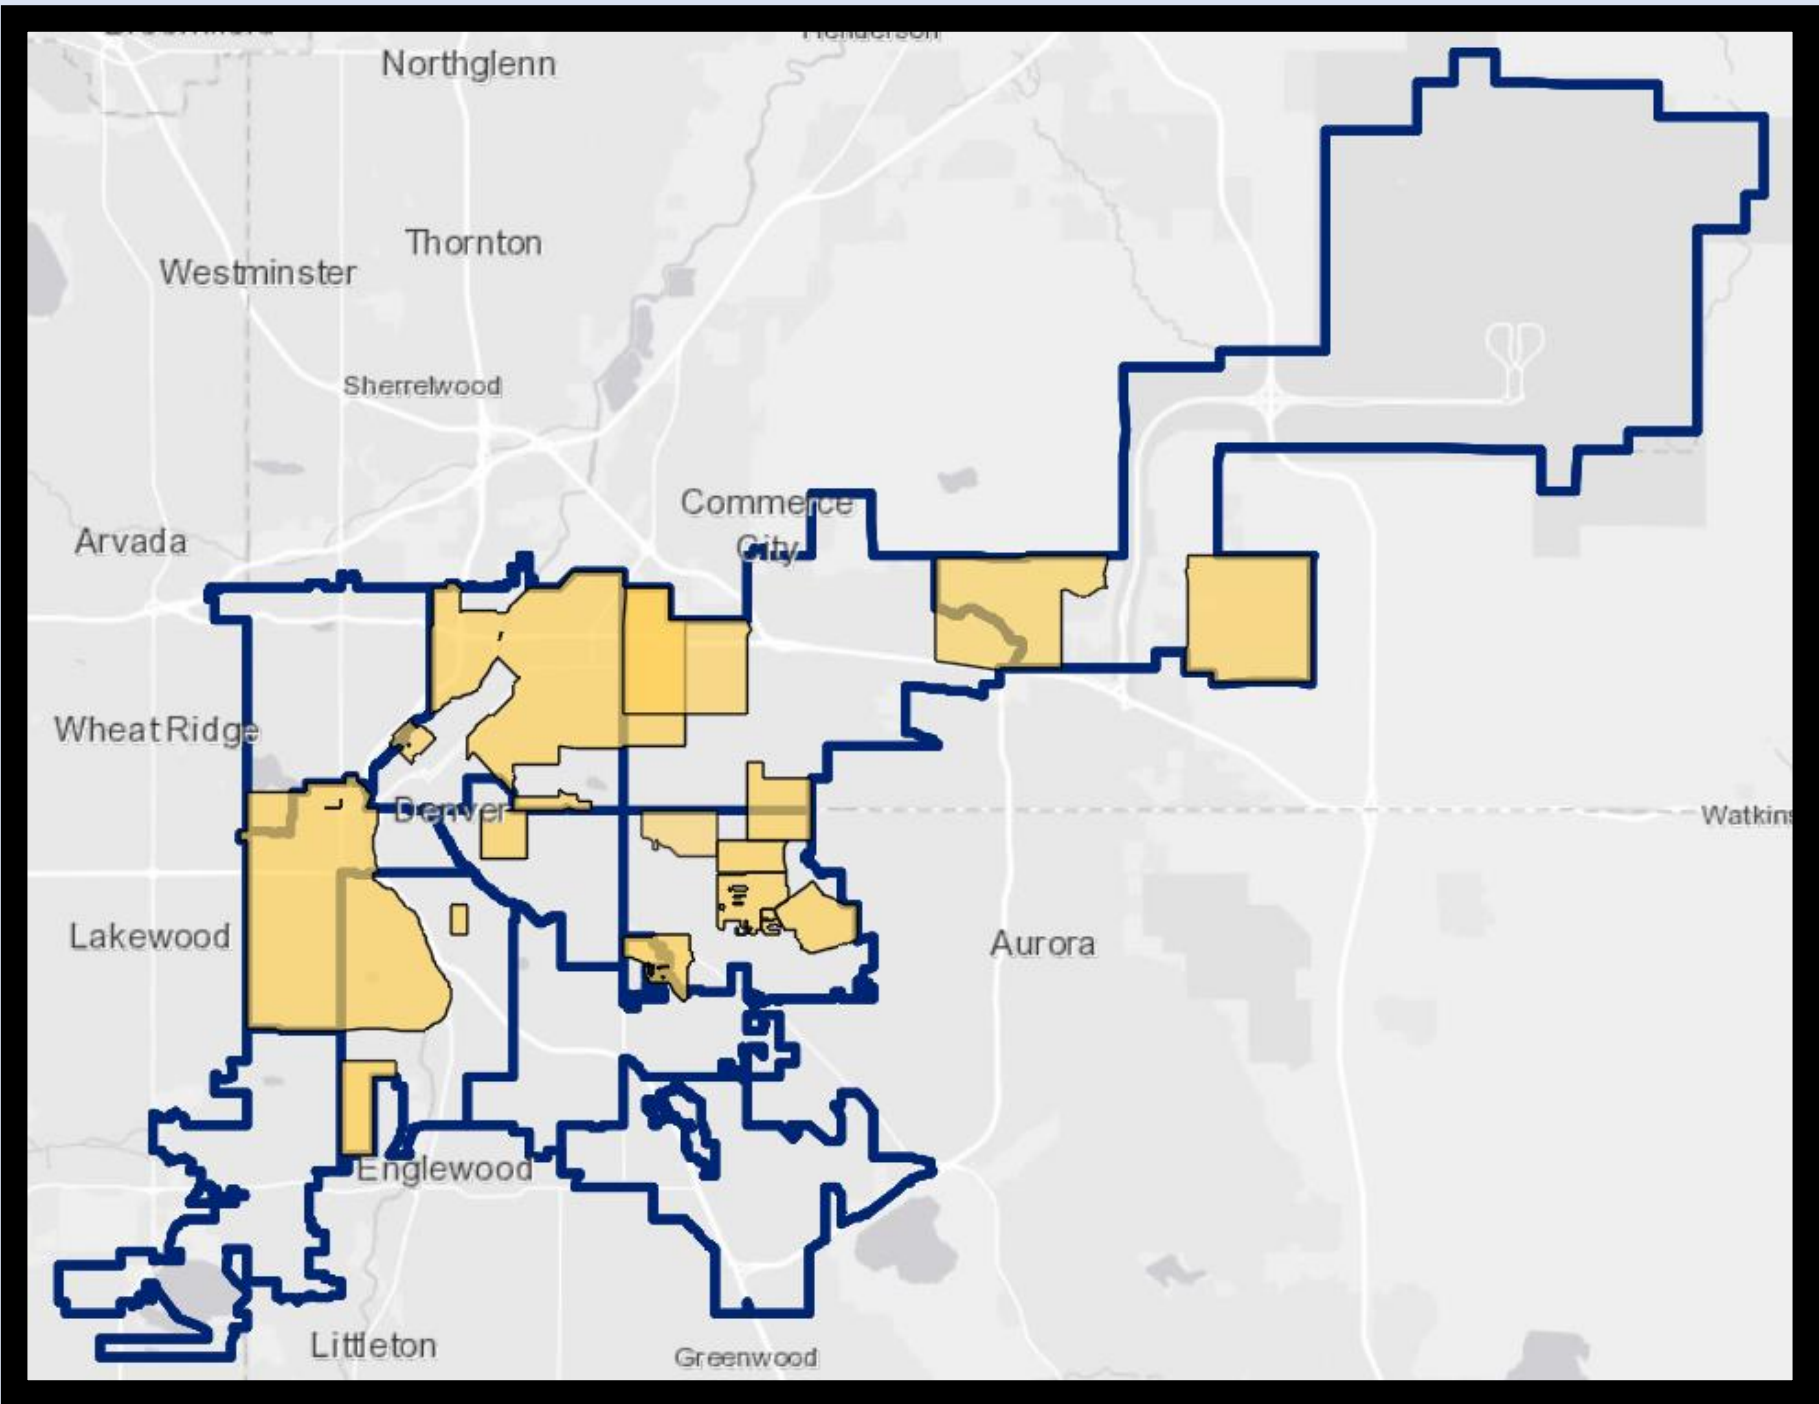 Northglenn
Thornton
Westminster
Sherrelwood
Commerce
City
Arvada
Wheat Ridge
Denver
Watkins
Lakewood
Aurora
Englewood
Littleton
Greenwood